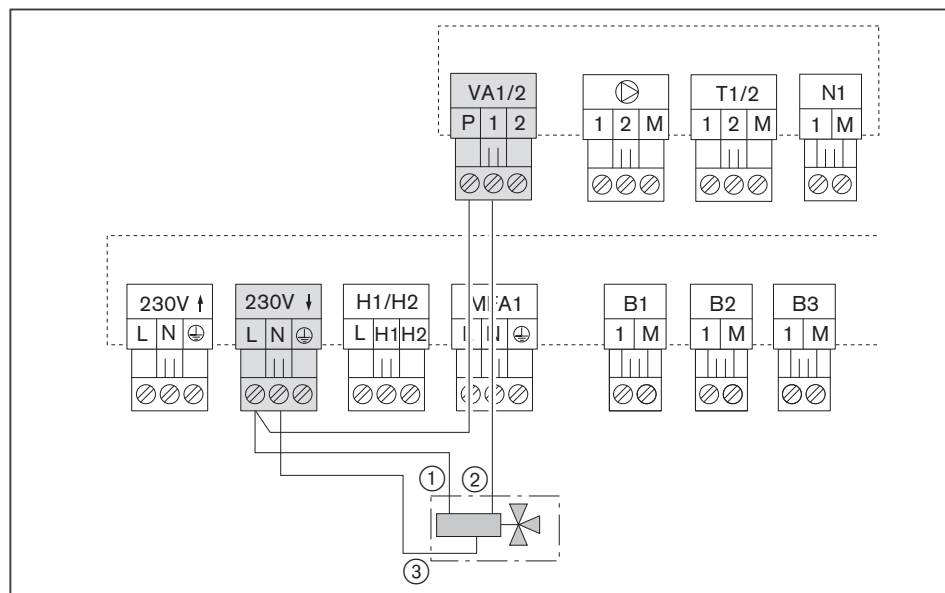 VA1/2 T1/2 N1
P 1 2 1 2 M 1 2 M 1 M
230V ↑ 230V ↓ H1/H2 MFA1 B1 B2 B3
L N L N L H1 H2 N 1 M 1 M 1 M
1 2
3